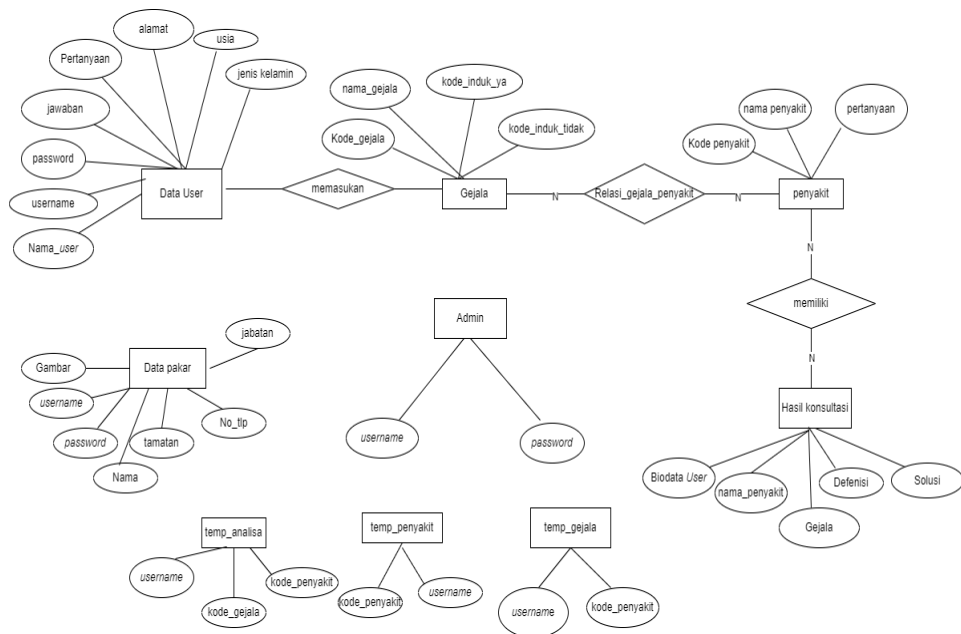 alamat
usia
Pertanyaan
jenis kelamin
jawaban
password
username
Nama_user
Data User
memasukan
nama_gejala
kode_induk_ya
Kode_gejala
kode_induk_tidak
Gejala
N
Relasi_gejala_penyakit
N
nama penyakit
pertanyaan
Kode penyakit
penyakit
N
memiliki
N
Hasil konsultasi
Biodata User
nama_penyakit
Gejala
Defenisi
Solusi
Admin
username
password
jabatan
Gambar
Data pakar
username
password
Nama
tamatan
No_tlp
temp_analisa
username
kode_gejala
kode_penyakit
temp_penyakit
kode_penyakit
username
temp_gejala
username
kode_penyakit